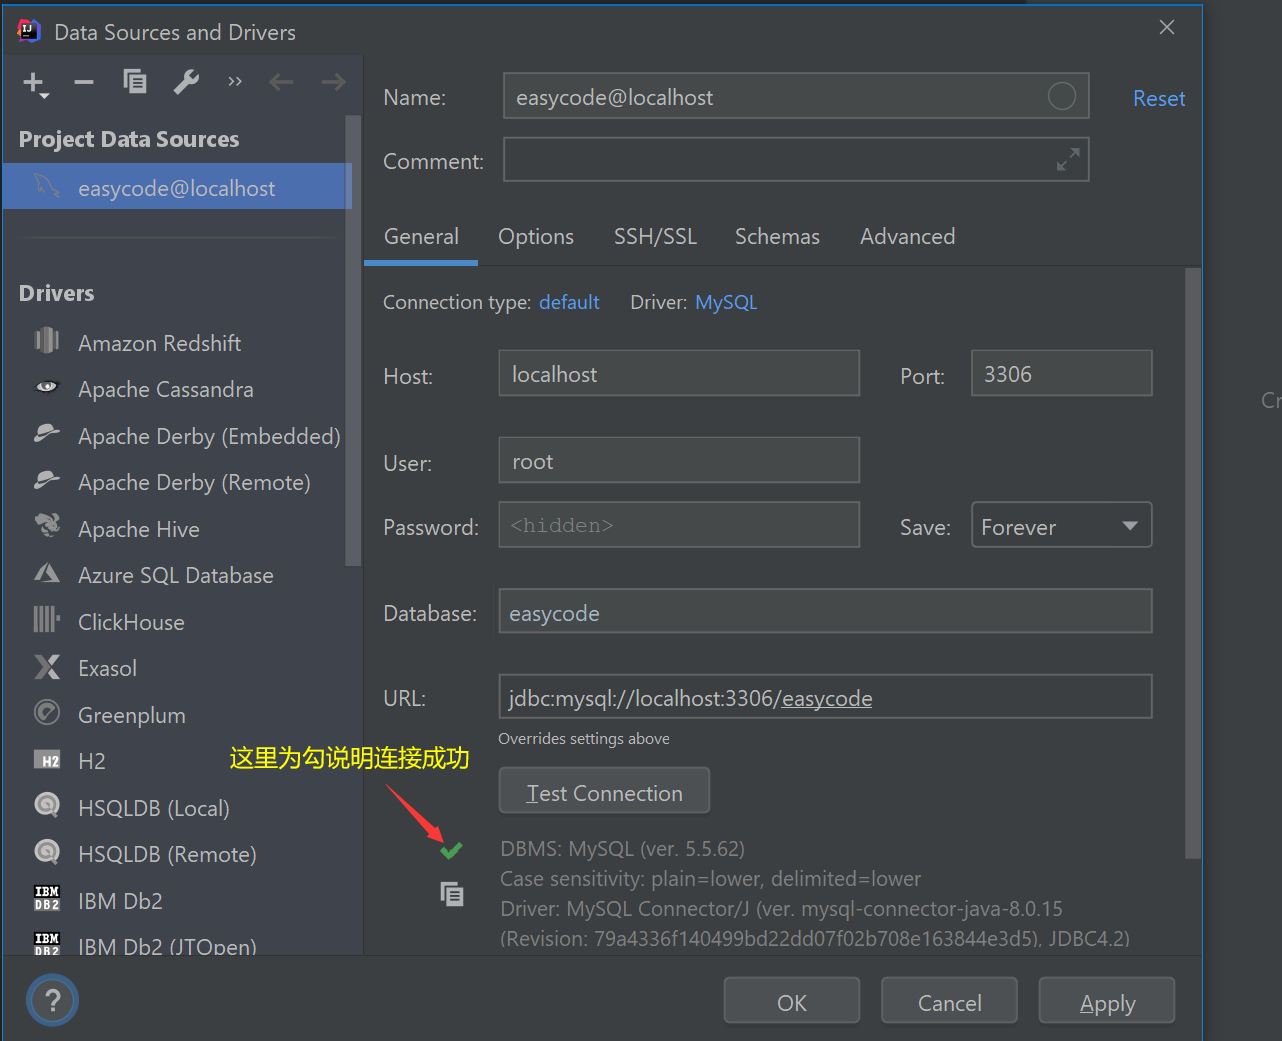 Data Sources and Drivers
Project Data Sources
easycode@localhost
Drivers
Amazon Redshift
Apache Cassandra
Apache Derby (Embedded)
Apache Derby (Remote)
Apache Hive
Azure SQL Database
ClickHouse
Exasol
Greenplum
H2
H2
HSQLDB (Local)
HSQLDB (Remote)
IBM DB2
IBM Db2
IBM DB2
IBM Db2 (JTOpen)
Name: easycode@localhost Reset
Comment:
General Options SSH/SSL Schemas Advanced
Connection type: default Driver: MySQL
Host: localhost Port: 3306
User: root
Password: <hidden> Save: Forever
Database: easycode
URL: jdbc:mysql://localhost:3306/easycode
Overrides settings above
这里为勾说明连接成功
Test Connection
DBMS: MySQL (ver. 5.5.62)
Case sensitivity: plain=lower, delimited=lower
Driver: MySQL Connector/J (ver. mysql-connector-java-8.0.15
(Revision: 79a4336f140499bd22dd07f02b708e163844e3d5), JDBC4.2)
? OK Cancel Apply
Cr